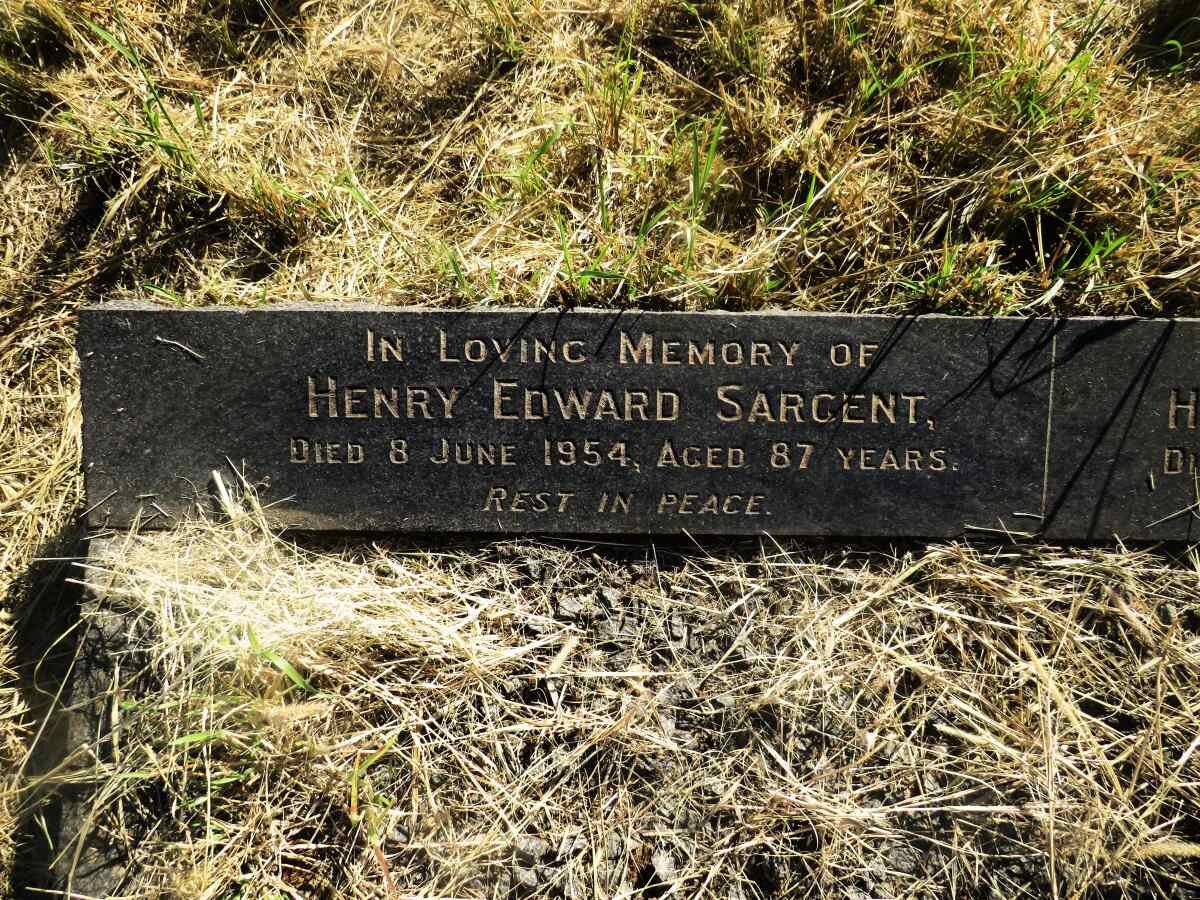 In Loving Memory of
Henry Edward Sargent,
Died 8 June 1954, Aged 87 years.
Rest in peace.